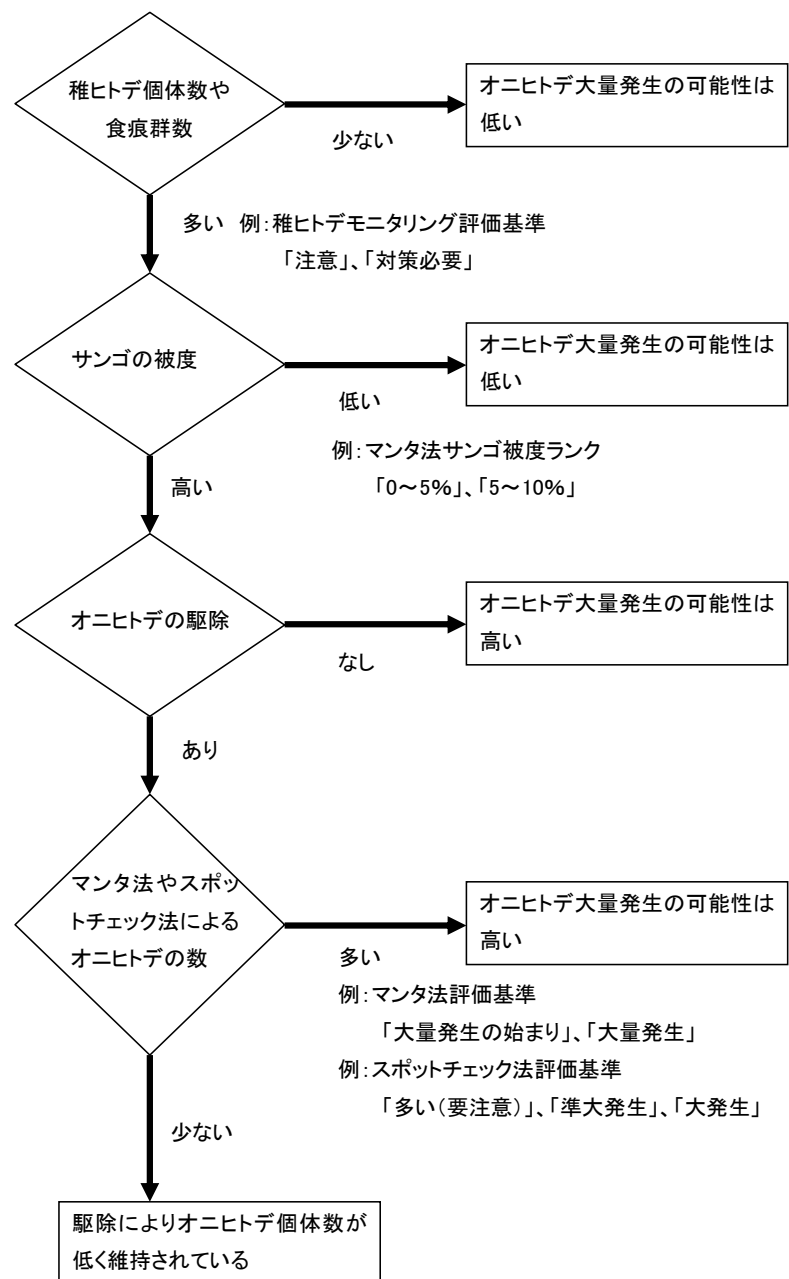 稚ヒトデ個体数や
食痕群数
少ない
オニヒトデ大量発生の可能性は
低い
多い 例:稚ヒトデモニタリング評価基準
「注意」、「対策必要」
サンゴの被度
低い
オニヒトデ大量発生の可能性は
低い
例:マンタ法サンゴ被度ランク
「0~5%」、「5~10%」
高い
オニヒトデの駆除
なし
オニヒトデ大量発生の可能性は
高い
あり
マンタ法やスポッ
トチェック法による
オニヒトデの数
多い
オニヒトデ大量発生の可能性は
高い
例:マンタ法評価基準
「大量発生の始まり」、「大量発生」
例:スポットチェック法評価基準
「多い(要注意)」、「準大発生」、「大発生」
少ない
駆除によりオニヒトデ個体数が
低く維持されている